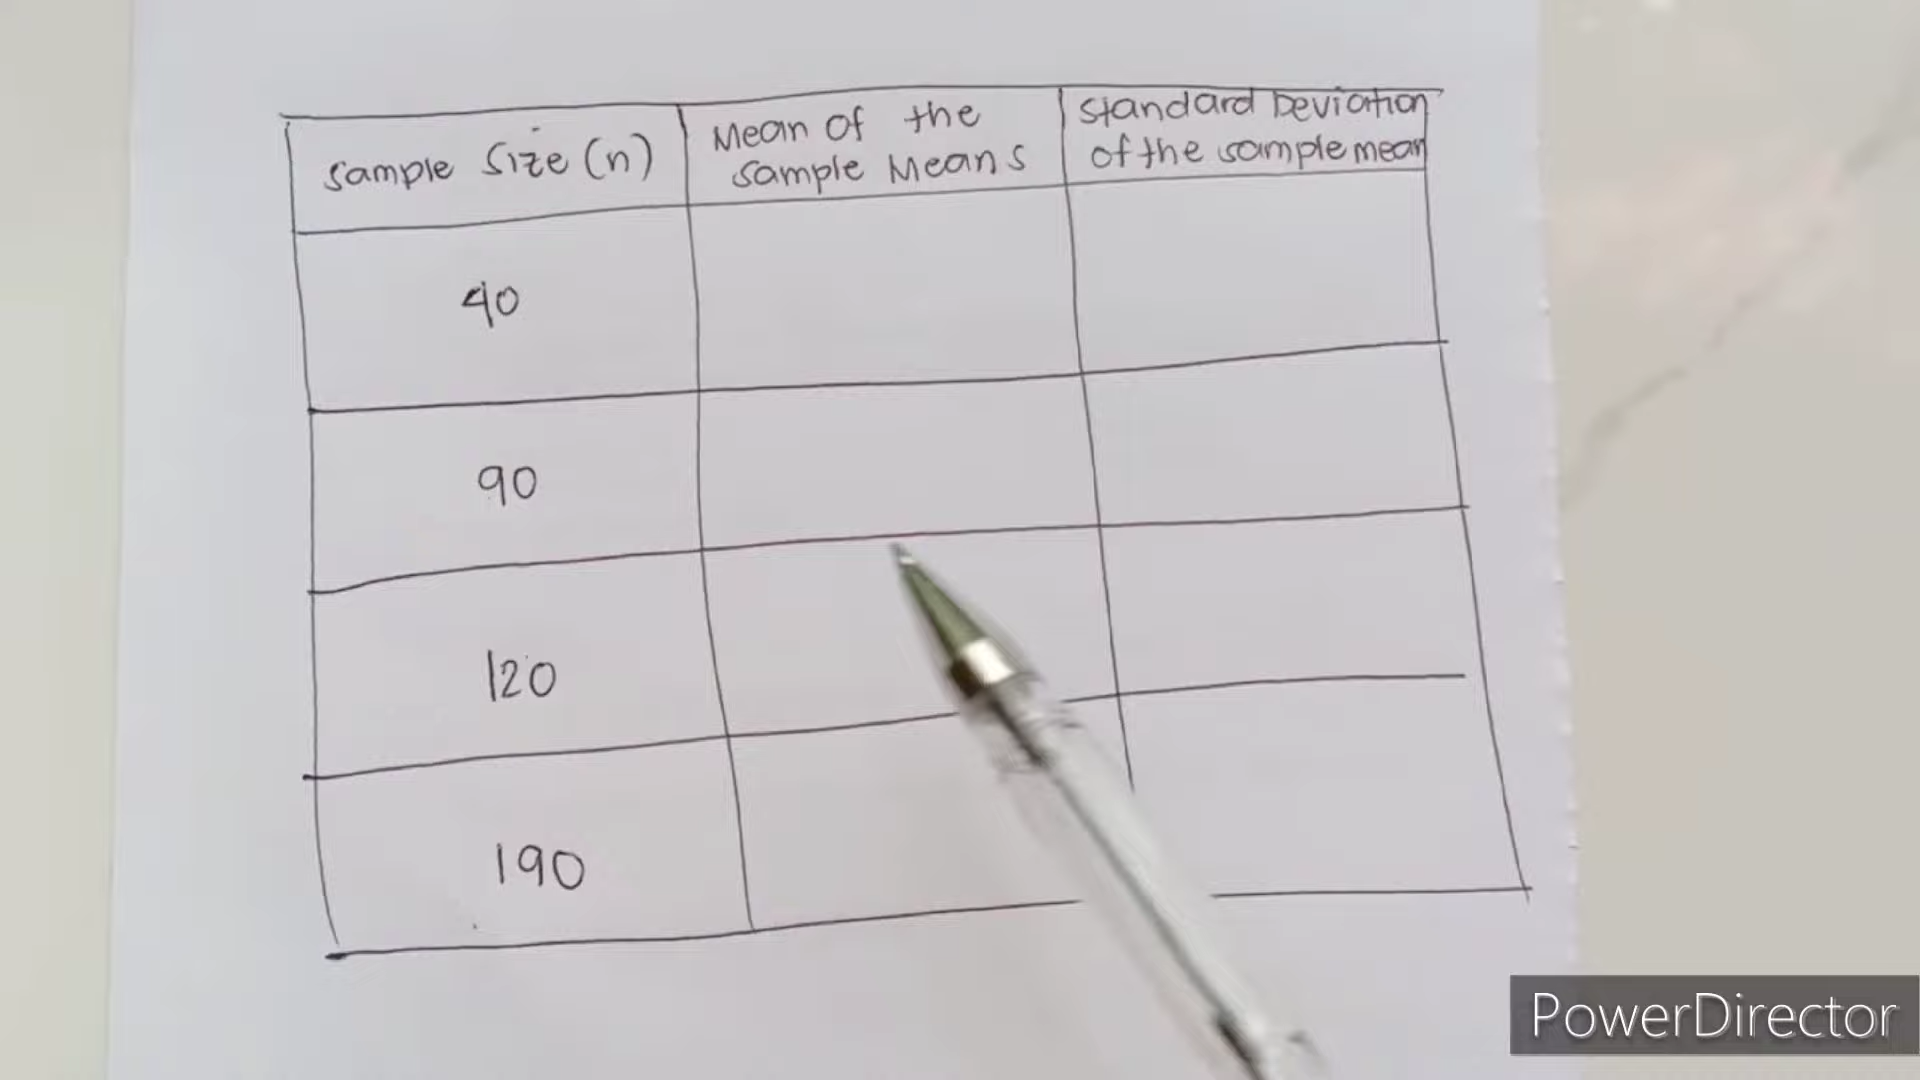 Sample Size (n)
Mean of the
Sample Means
Standard Deviation
of the sample mean
40
90
120
190
PowerDirector